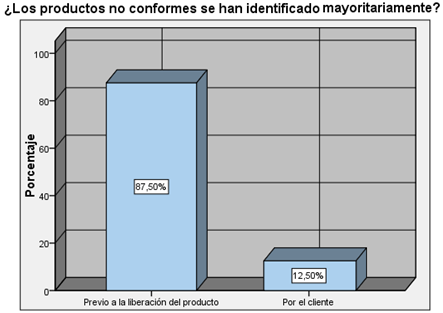 ¿Los productos no conformes se han identificado mayoritariamente?
Porcentaje
100
80
60
40
20
0
87,50%
12,50%
Previo a la liberación del producto
Por el cliente